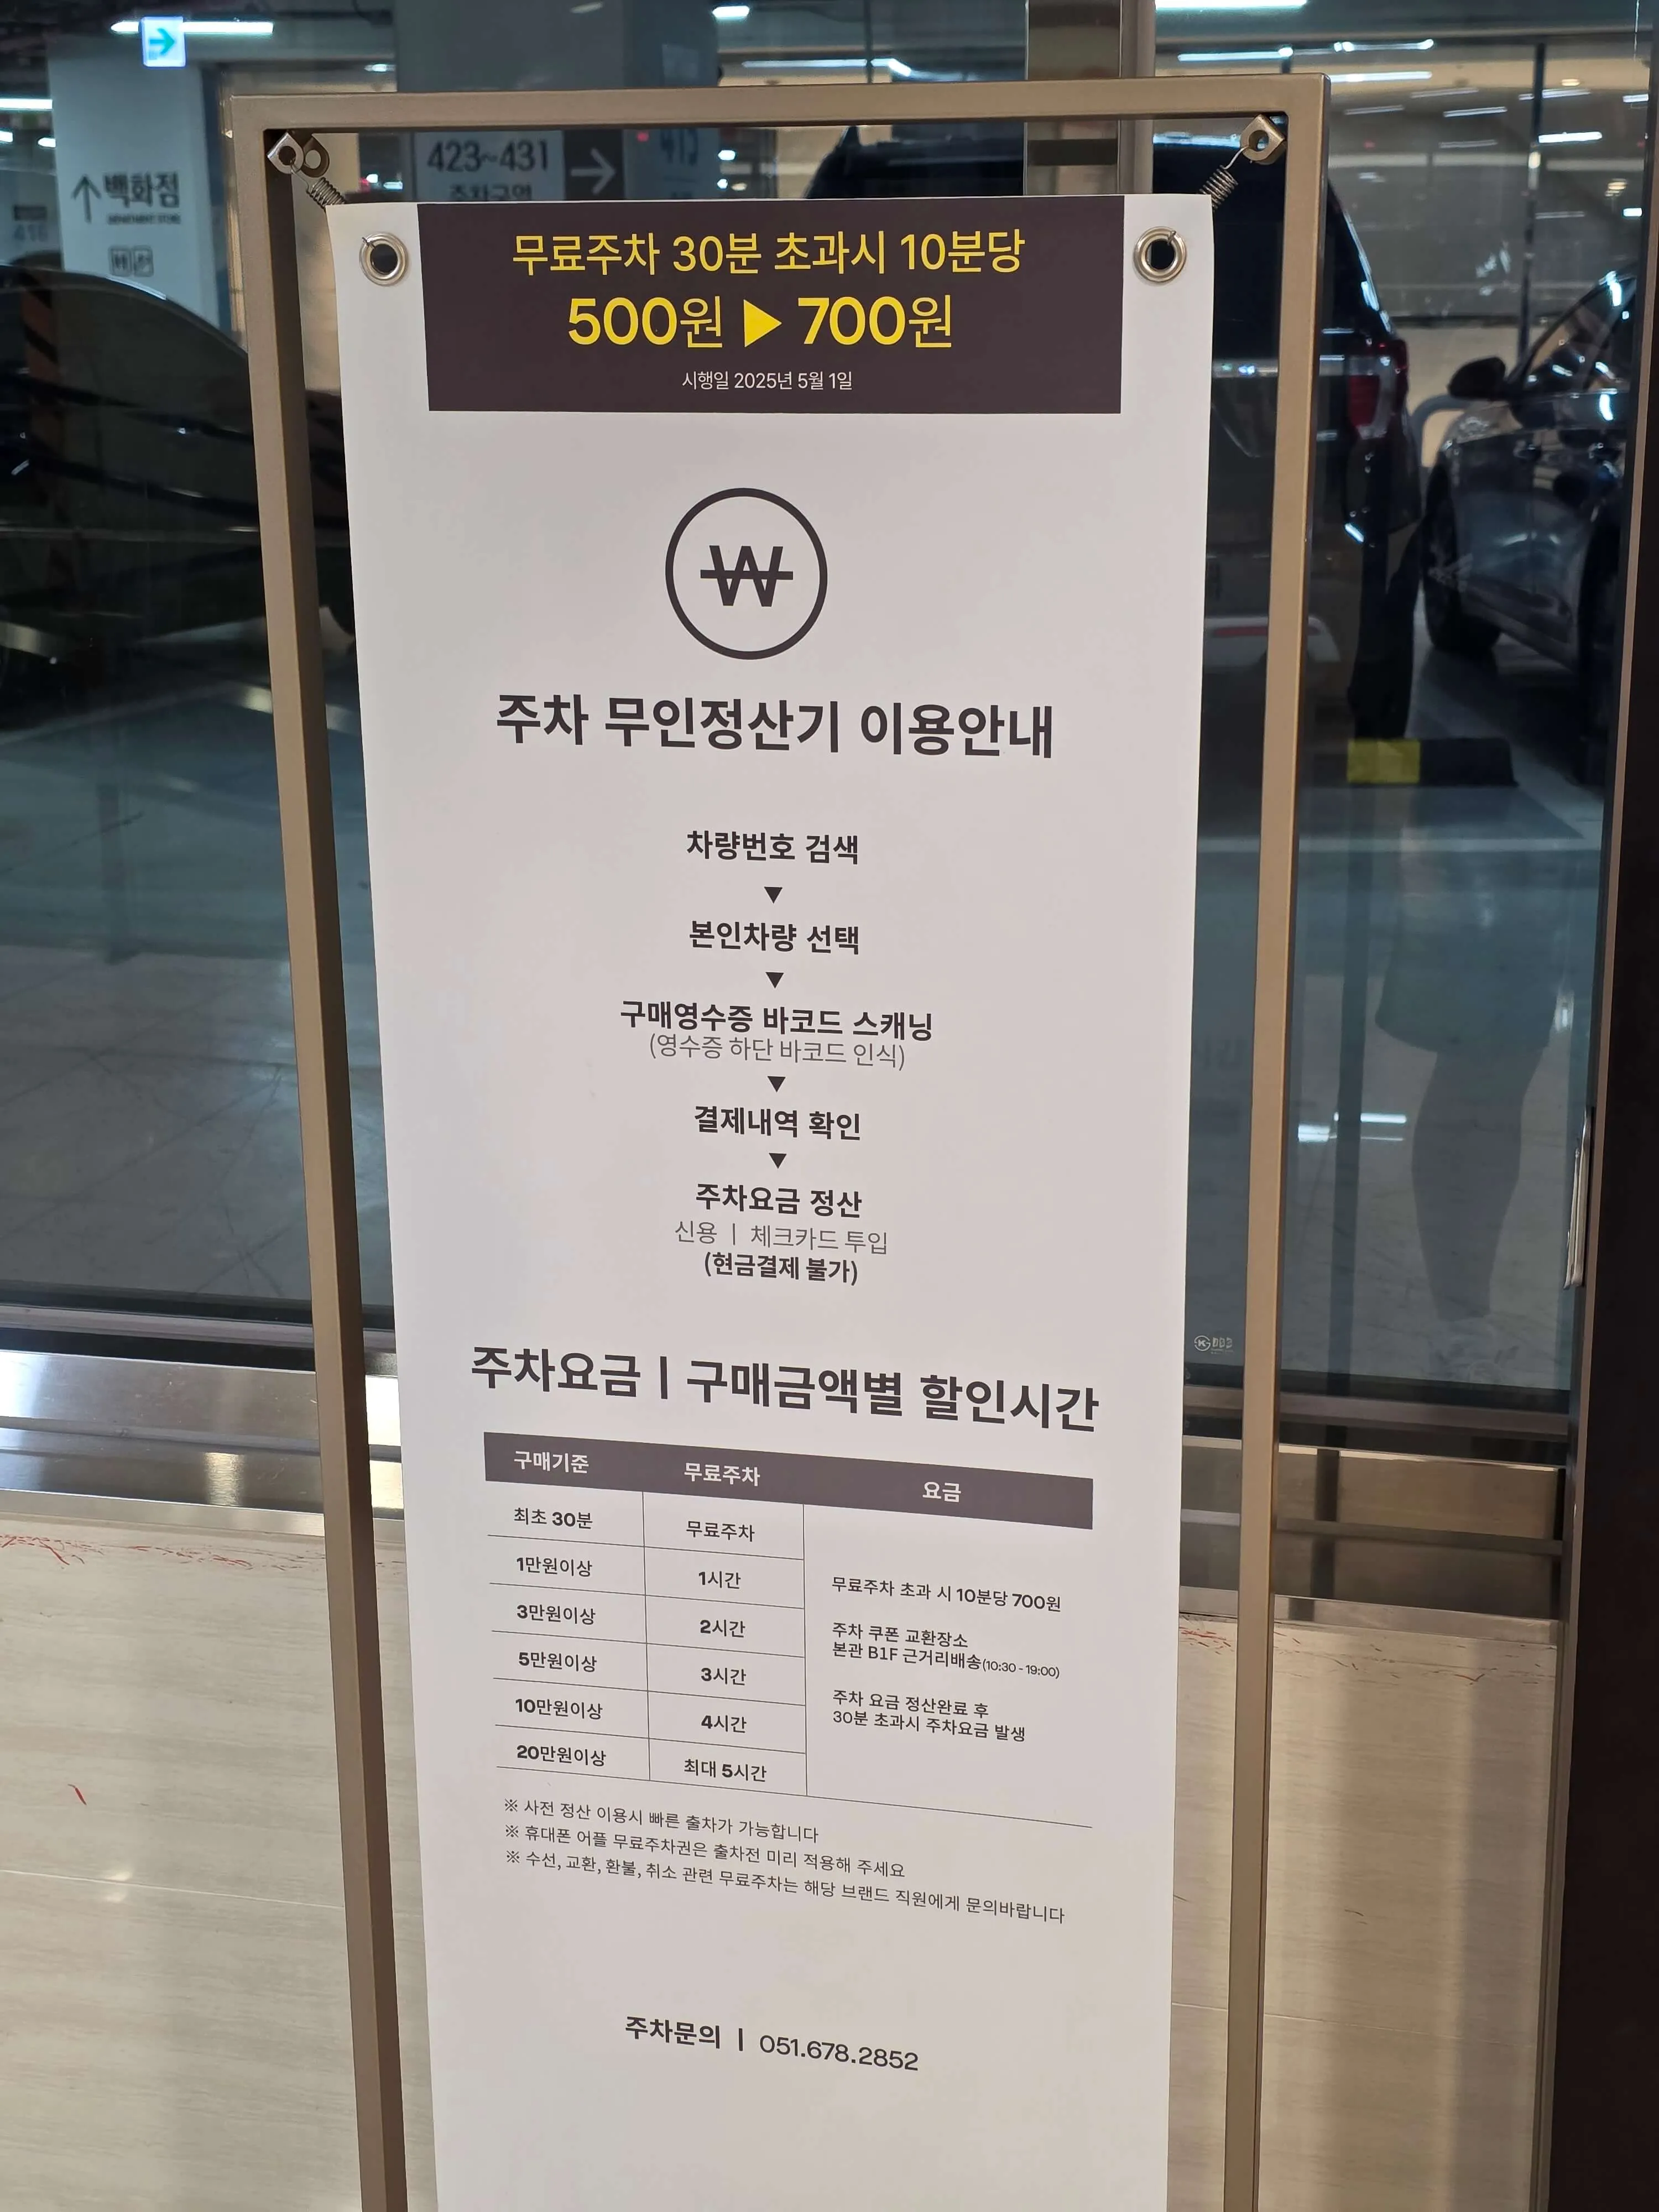 ↑백화점
DEPARTMENT STORE
423~431 →
주차구역
무료주차 30분 초과시 10분당
500원 ▶ 700원
시행일 2025년 5월 1일
₩
주차 무인정산기 이용안내
차량번호 검색
▼
본인차량 선택
▼
구매영수증 바코드 스캐닝
(영수증 하단 바코드 인식)
▼
결제내역 확인
▼
주차요금 정산
신용 | 체크카드 투입
(현금결제 불가)
주차요금 | 구매금액별 할인시간
구매기준 무료주차 요금
최초 30분 무료주차
1만원이상 1시간
3만원이상 2시간
5만원이상 3시간
10만원이상 4시간
20만원이상 최대 5시간
무료주차 초과 시 10분당 700원
주차 쿠폰 교환장소
본관 B1F 근거리배송(10:30 - 19:00)
주차 요금 정산완료 후
30분 초과시 주차요금 발생
※ 사전 정산 이용시 빠른 출차가 가능합니다
※ 휴대폰 어플 무료주차권은 출차전 미리 적용해 주세요
※ 수선, 교환, 환불, 취소 관련 무료주차는 해당 브랜드 직원에게 문의바랍니다
주차문의 | 051.678.2852